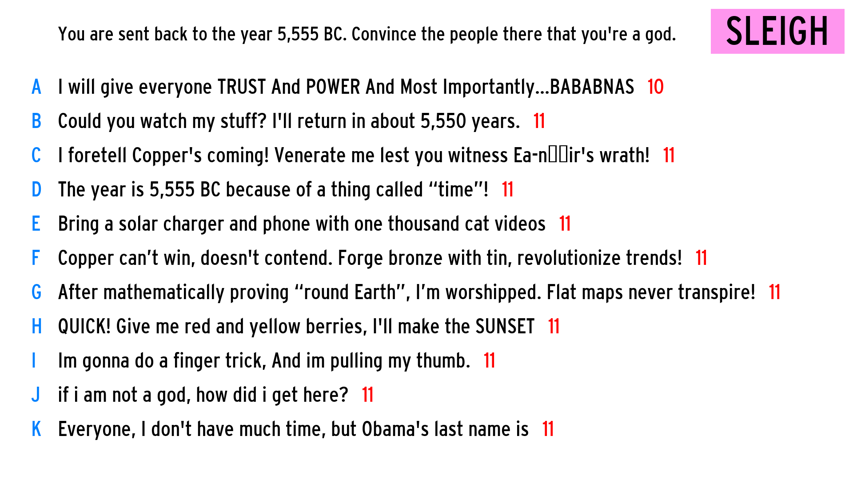 You are sent back to the year 5,555 BC. Convince the people there that you're a god.
SLEIGH
A I will give everyone TRUST And POWER And Most Importantly...BABABNAS 10
B Could you watch my stuff? I'll return in about 5,550 years. 11
C I foretell Copper's coming! Venerate me lest you witness Ea-n▯▯ir's wrath! 11
D The year is 5,555 BC because of a thing called “time”! 11
E Bring a solar charger and phone with one thousand cat videos 11
F Copper can’t win, doesn't contend. Forge bronze with tin, revolutionize trends! 11
G After mathematically proving “round Earth”, I’m worshipped. Flat maps never transpire! 11
H QUICK! Give me red and yellow berries, I'll make the SUNSET 11
I Im gonna do a finger trick, And im pulling my thumb. 11
J if i am not a god, how did i get here? 11
K Everyone, I don't have much time, but Obama's last name is 11